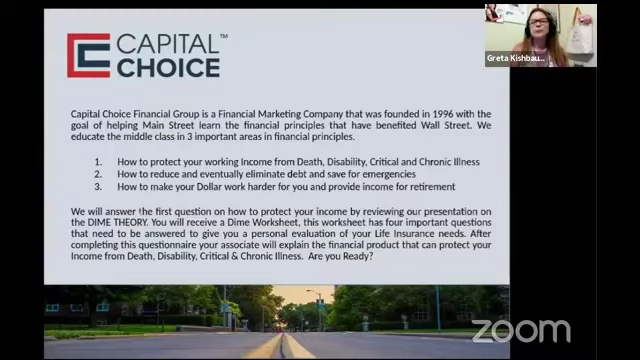 CAPITAL™
CHOICE
Greta Kishbau...
Capital Choice Financial Group is a Financial Marketing Company that was founded in 1996 with the
goal of helping Main Street learn the financial principles that have benefited Wall Street. We
educate the middle class in 3 important areas in financial principles.
1. How to protect your working Income from Death, Disability, Critical and Chronic Illness
2. How to reduce and eventually eliminate debt and save for emergencies
3. How to make your Dollar work harder for you and provide income for retirement
We will answer the first question on how to protect your income by reviewing our presentation on
the DIME THEORY. You will receive a Dime Worksheet, this worksheet has four important questions
that need to be answered to give you a personal evaluation of your Life Insurance needs. After
completing this questionnaire your associate will explain the financial product that can protect your
Income from Death, Disability, Critical & Chronic Illness. Are you Ready?
zoom